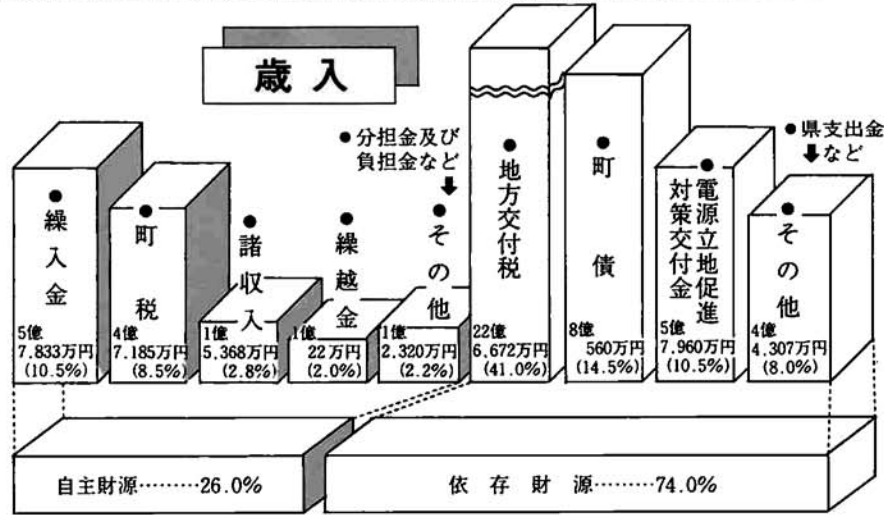 歳入
●繰入金
5億
7.833万円
(10.5%)
●町税
4億
7.185万円
(8.5%)
●諸収入
1億
5.368万円
(2.8%)
●繰越金
1億
22万円
(2.0%)
●分担金及び
負担金など
●その他
1億
2.320万円
(2.2%)
●地方交付税
22億
6.672万円
(41.0%)
●町債
8億
560万円
(14.5%)
●電源立地促進
対策交付金
5億
7.960万円
(10.5%)
●県支出金
など
●その他
4億
4.307万円
(8.0%)
自主財源………26.0%
依存財源………74.0%